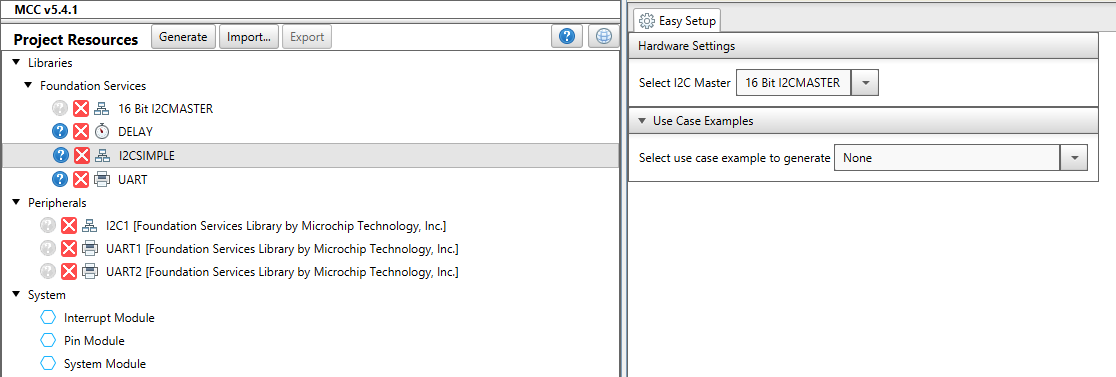 MCC v5.4.1
Project Resources Generate Import... Export ?
Libraries
Foundation Services
? 16 Bit I2CMASTER
? DELAY
? I2CSIMPLE
? UART
Peripherals
? I2C1 [Foundation Services Library by Microchip Technology, Inc.]
? UART1 [Foundation Services Library by Microchip Technology, Inc.]
? UART2 [Foundation Services Library by Microchip Technology, Inc.]
System
Interrupt Module
Pin Module
System Module
Easy Setup
Hardware Settings
Select I2C Master 16 Bit I2CMASTER
Use Case Examples
Select use case example to generate None